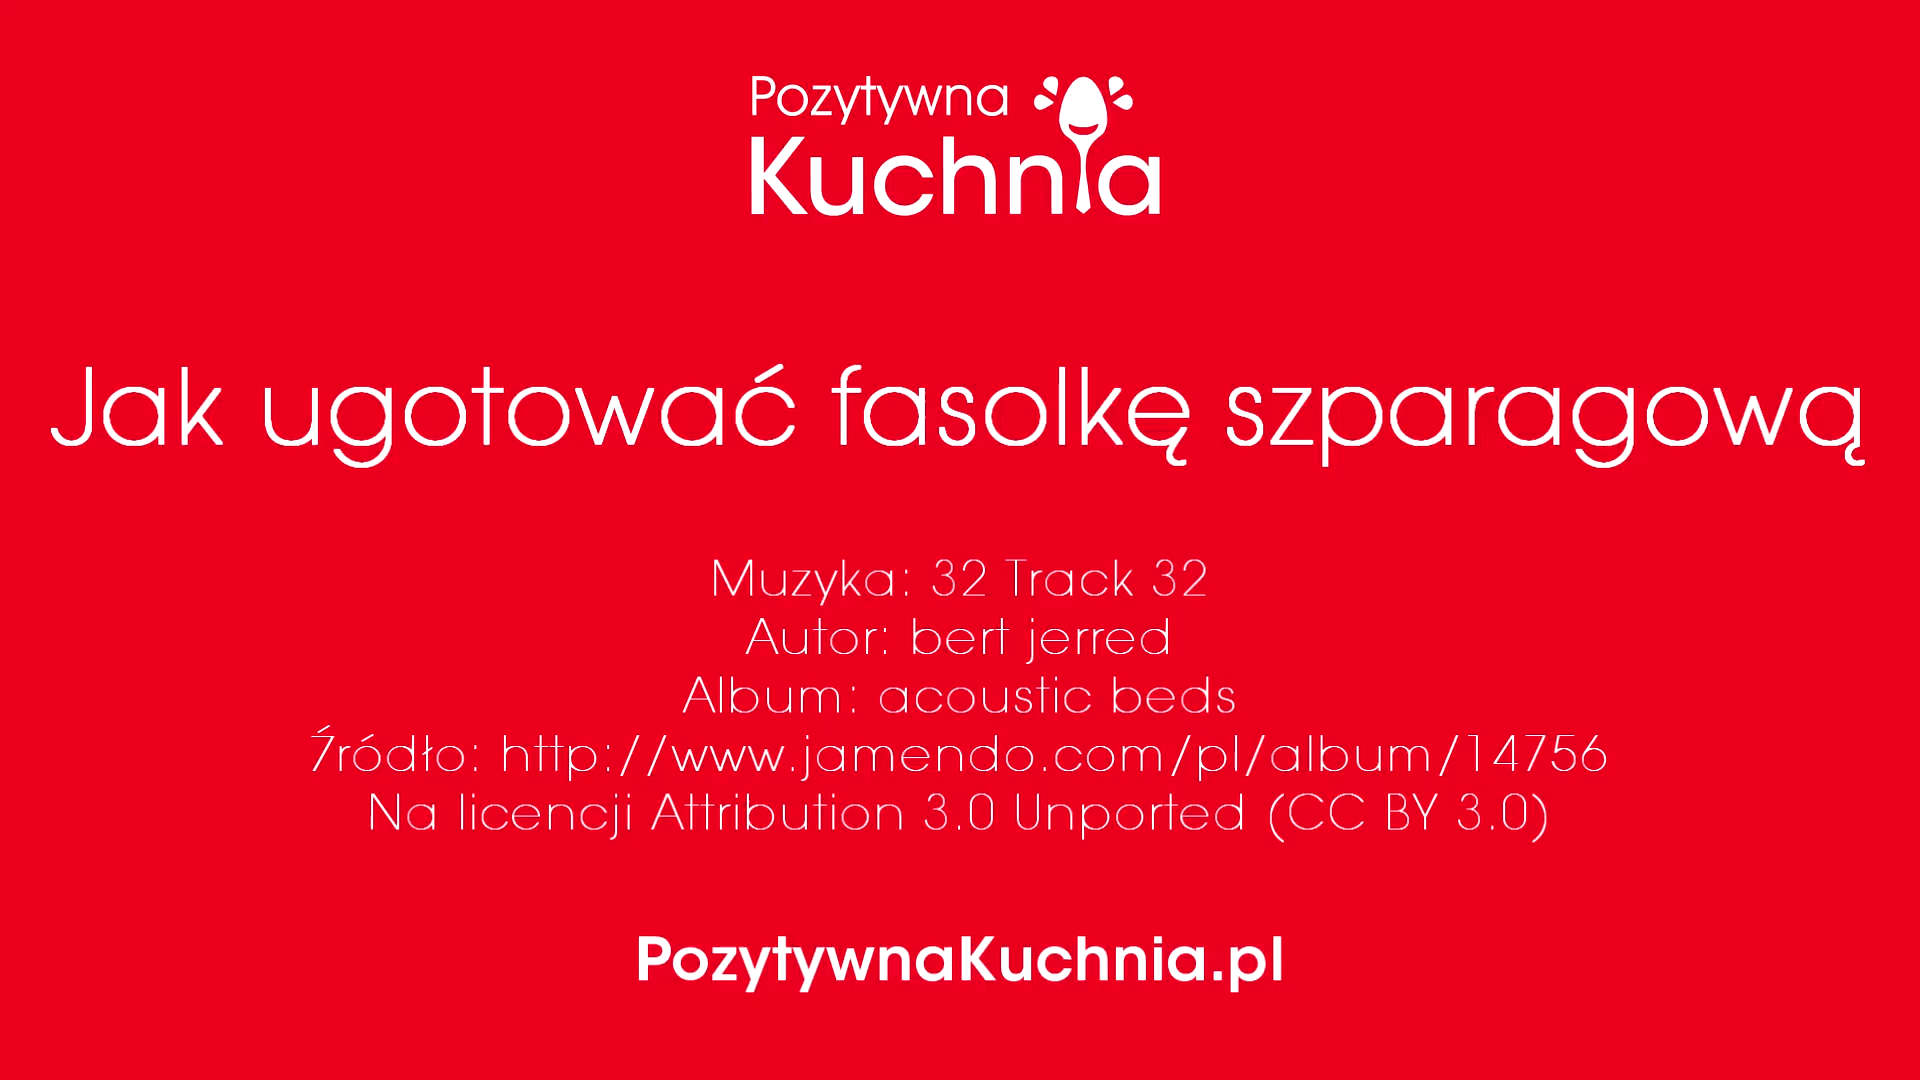 Pozytywna
Kuchnia
Jak ugotować fasolkę szparagową
Muzyka: 32 Track 32
Autor: bert jerred
Album: acoustic beds
Źródło: http://www.jamendo.com/pl/album/14756
Na licencji Attribution 3.0 Unported (CC BY 3.0)
PozytywnaKuchnia.pl